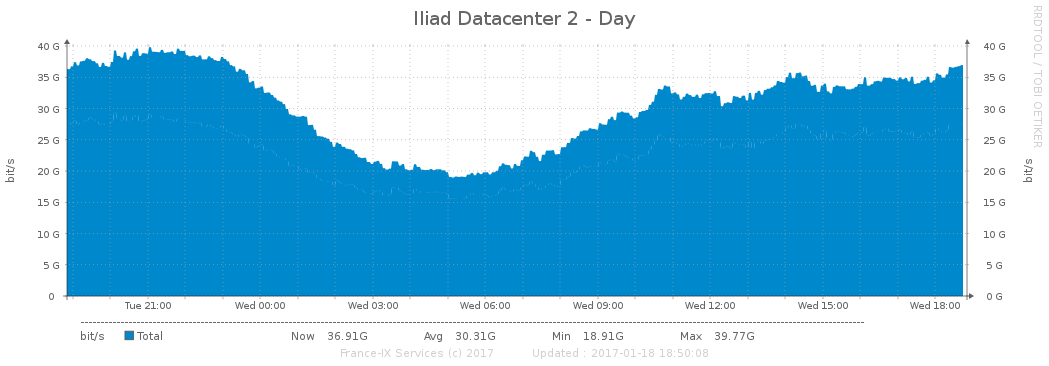 Iliad Datacenter 2 - Day
RRDTOOL / TOBI OETIKER
40 G 40 G
35 G 35 G
30 G 30 G
25 G 25 G
20 G 20 G
15 G 15 G
10 G 10 G
5 G 5 G
0 0 G
bit/s bit/s
Tue 21:00 Wed 00:00 Wed 03:00 Wed 06:00 Wed 09:00 Wed 12:00 Wed 15:00 Wed 18:00
bit/s Total Now 36.91G Avg 30.31G Min 18.91G Max 39.77G
France-IX Services (c) 2017 Updated : 2017-01-18 18:50:08